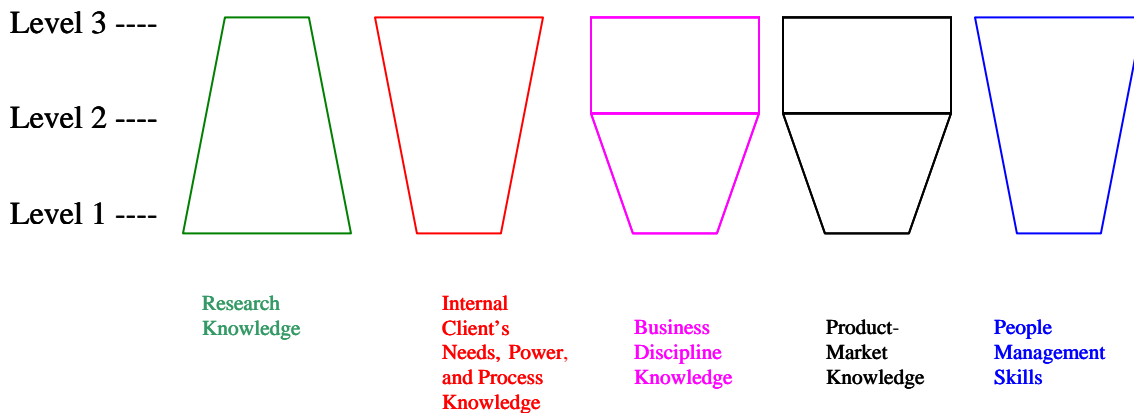 Level 3 ----
Level 2 ----
Level 1 ----
Research
Knowledge
Internal
Client's
Needs, Power,
and Process
Knowledge
Business
Discipline
Knowledge
Product-
Market
Knowledge
People
Management
Skills